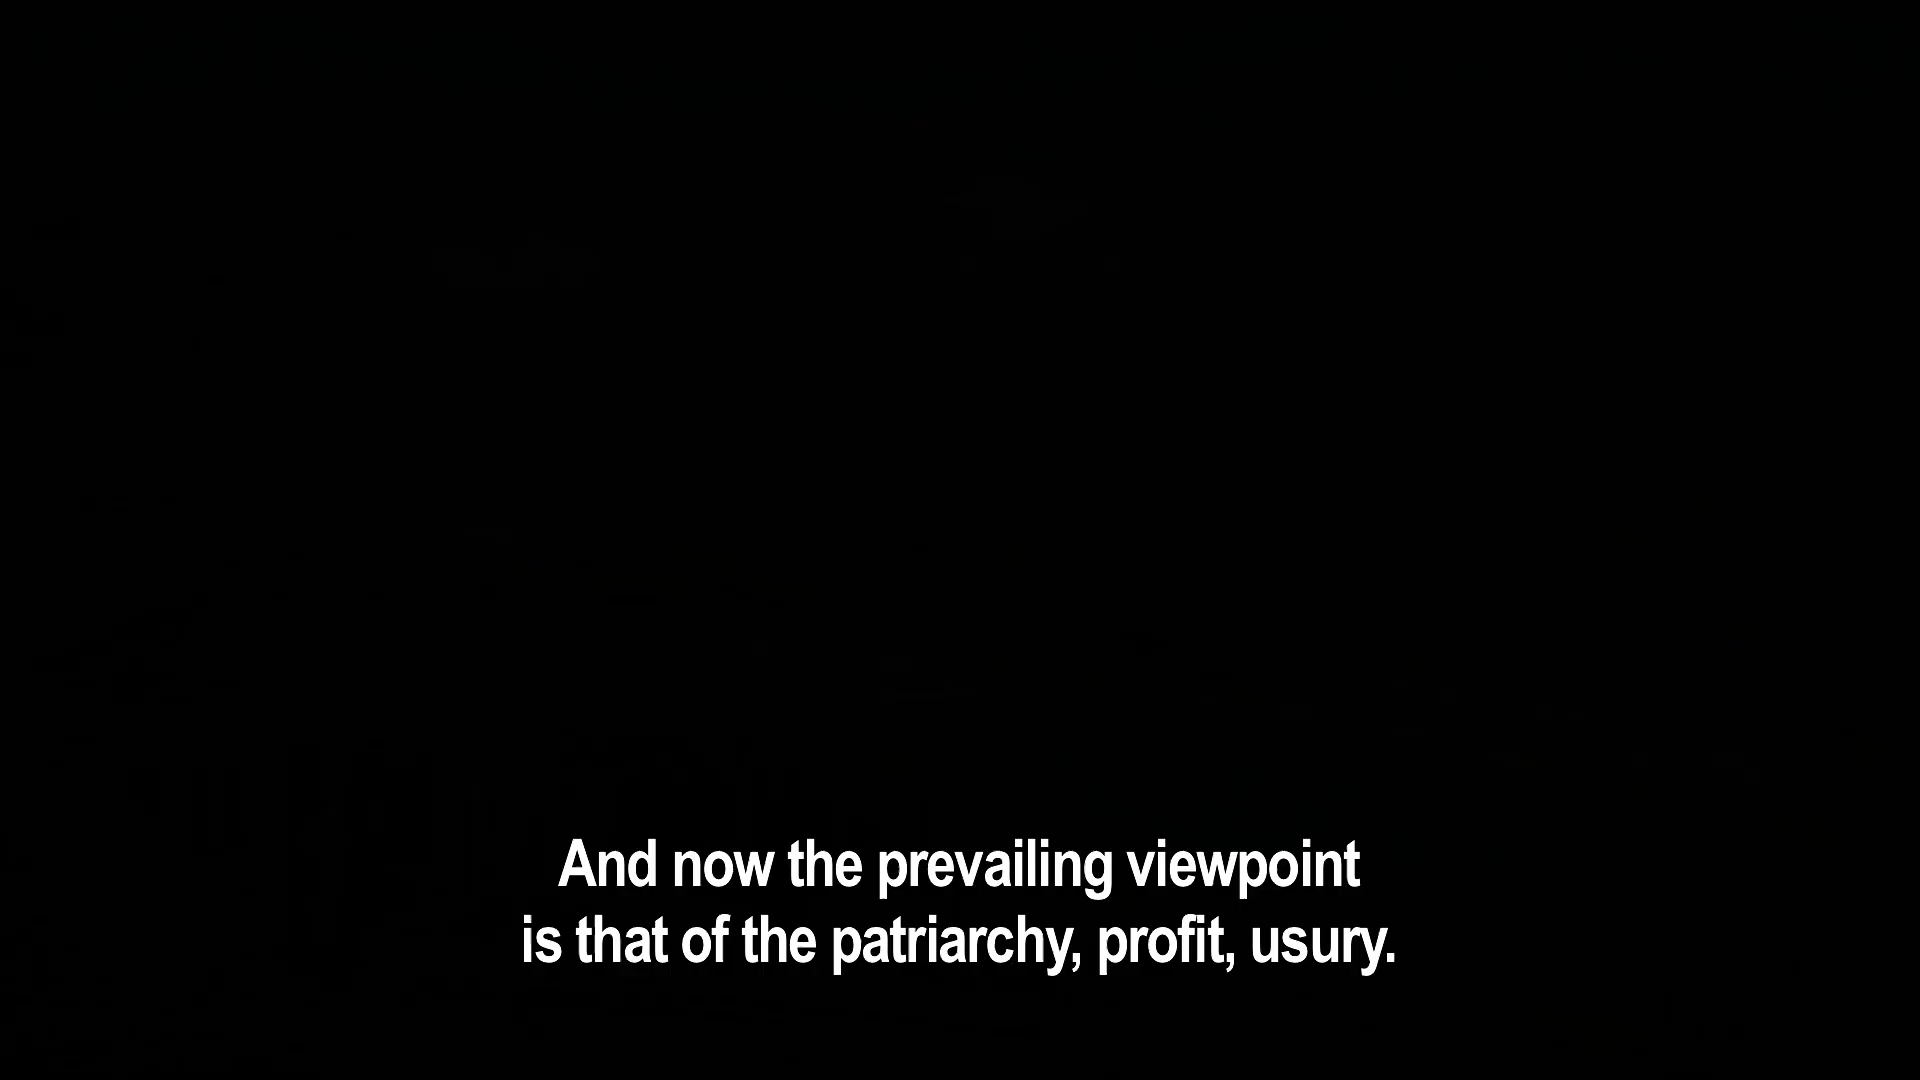 And now the prevailing viewpoint
is that of the patriarchy, profit, usury.